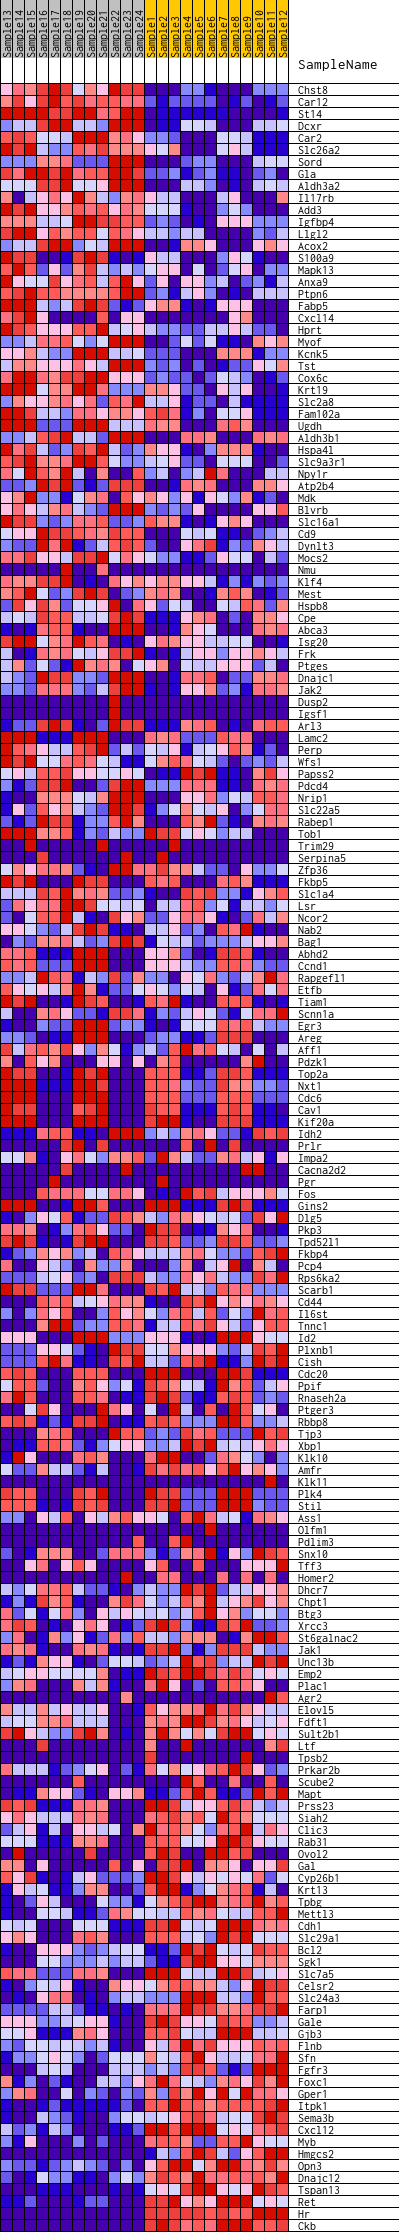 Sample13 Sample14 Sample15 Sample16 Sample17 Sample18 Sample19 Sample20 Sample21 Sample22 Sample23 Sample24 Sample1 Sample2 Sample3 Sample4 Sample5 Sample6 Sample7 Sample8 Sample9 Sample10 Sample11 Sample12
SampleName
Chst8
Car12
St14
Dcxr
Car2
Slc26a2
Sord
Gla
Aldh3a2
Il17rb
Add3
Igfbp4
Llgl2
Acox2
S100a9
Mapk13
Anxa9
Ptpn6
Fabp5
Cxcl14
Hprt
Myof
Kcnk5
Tst
Cox6c
Krt19
Slc2a8
Fam102a
Ugdh
Aldh3b1
Hspa4l
Slc9a3r1
Npy1r
Atp2b4
Mdk
Blvrb
Slc16a1
Cd9
Dynlt3
Mocs2
Nmu
Klf4
Mest
Hspb8
Cpe
Abca3
Isg20
Frk
Ptges
Dnajc1
Jak2
Dusp2
Igsf1
Arl3
Lamc2
Perp
Wfs1
Papss2
Pdcd4
Nrip1
Slc22a5
Rabep1
Tob1
Trim29
Serpina5
Zfp36
Fkbp5
Slc1a4
Lsr
Ncor2
Nab2
Bag1
Abhd2
Ccnd1
Rapgefl1
Etfb
Tiam1
Scnn1a
Egr3
Areg
Aff1
Pdzk1
Top2a
Nxt1
Cdc6
Cav1
Kif20a
Idh2
Prlr
Impa2
Cacna2d2
Pgr
Fos
Gins2
Dlg5
Pkp3
Tpd52l1
Fkbp4
Pcp4
Rps6ka2
Scarb1
Cd44
Il6st
Tnnc1
Id2
Plxnb1
Cish
Cdc20
Ppif
Rnaseh2a
Ptger3
Rbbp8
Tjp3
Xbp1
Klk10
Amfr
Klk11
Plk4
Stil
Ass1
Olfm1
Pdlim3
Snx10
Tff3
Homer2
Dhcr7
Chpt1
Btg3
Xrcc3
St6galnac2
Jak1
Unc13b
Emp2
Plac1
Agr2
Elovl5
Fdft1
Sult2b1
Ltf
Tpsb2
Prkar2b
Scube2
Mapt
Prss23
Siah2
Clic3
Rab31
Ovol2
Gal
Cyp26b1
Krt13
Tpbg
Mettl3
Cdh1
Slc29a1
Bcl2
Sgk1
Slc7a5
Celsr2
Slc24a3
Farp1
Gale
Gjb3
Flnb
Sfn
Fgfr3
Foxc1
Gper1
Itpk1
Sema3b
Cxcl12
Myb
Hmgcs2
Opn3
Dnajc12
Tspan13
Ret
Hr
Ckb